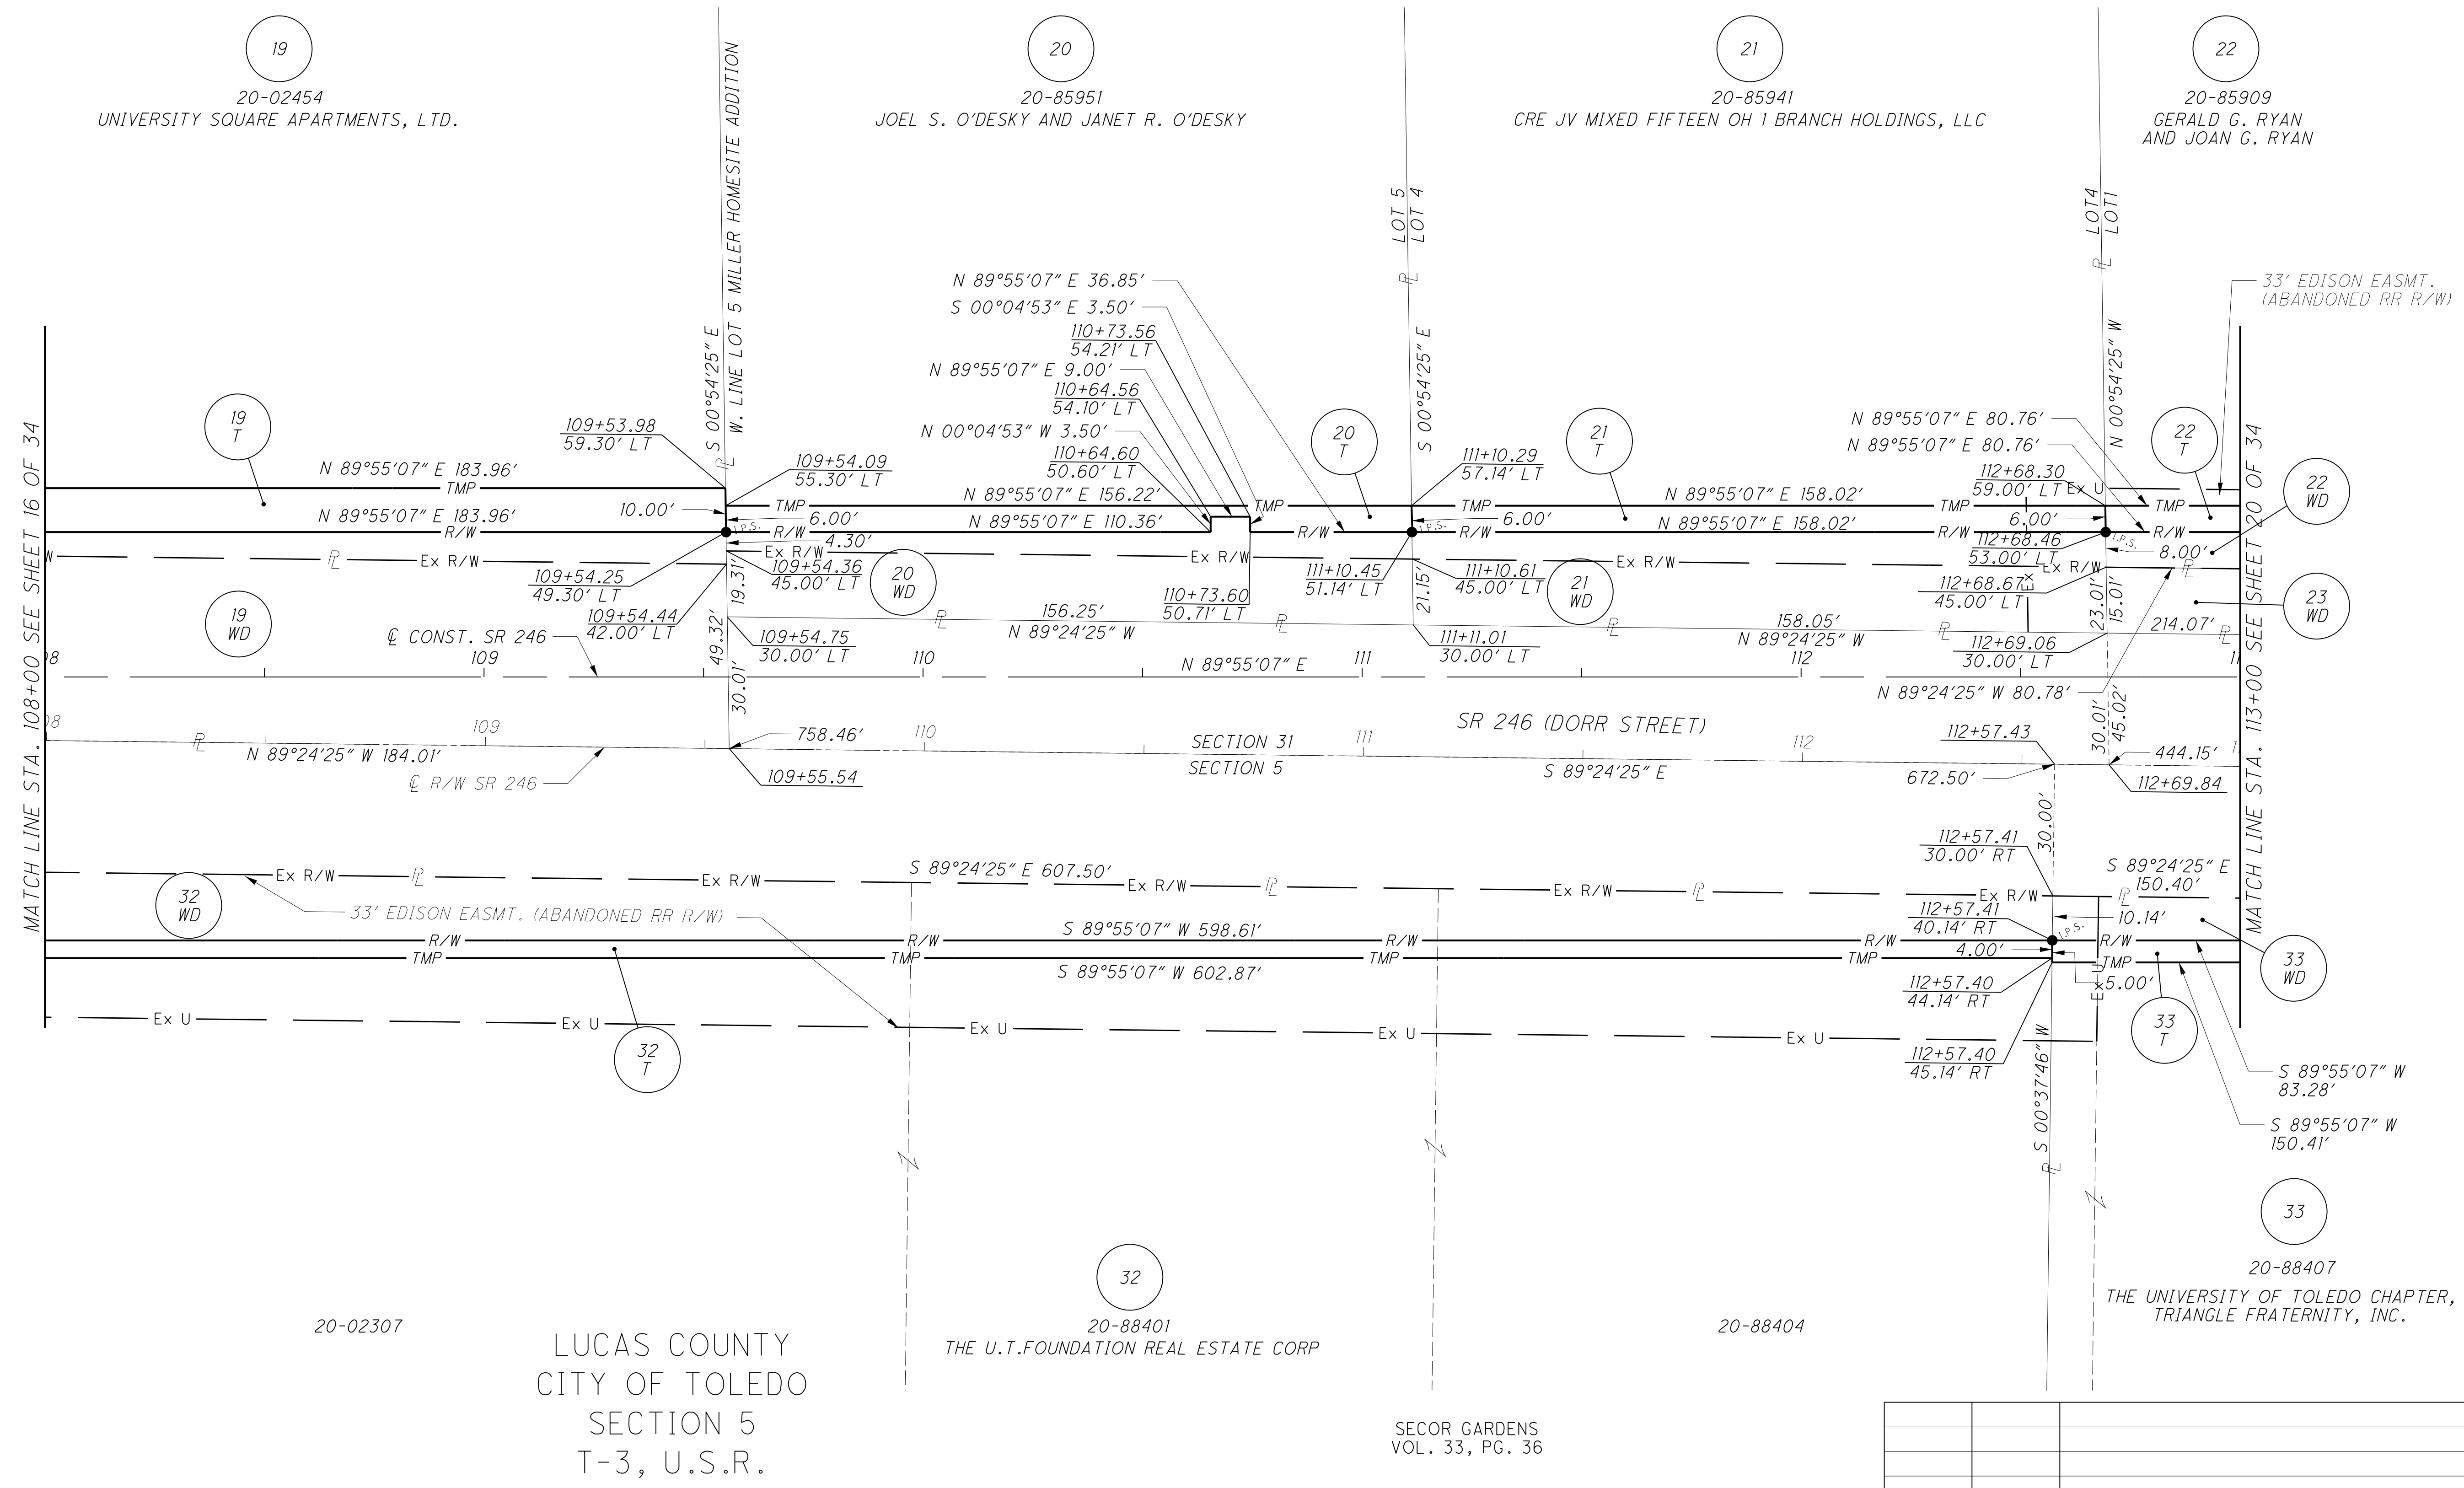 19
20-02454
UNIVERSITY SQUARE APARTMENTS, LTD.
20
20-85951
JOEL S. O'DESKY AND JANET R. O'DESKY
21
20-85941
CRE JV MIXED FIFTEEN OH 1 BRANCH HOLDINGS, LLC
22
20-85909
GERALD G. RYAN
AND JOAN G. RYAN
S 00°54'25" E
W. LINE LOT 5 MILLER HOMESITE ADDITION
LOT 5
LOT 4
S 00°54'25" E
LOT4
LOT1
N 00°54'25" W
33' EDISON EASMT.
(ABANDONED RR R/W)
MATCH LINE STA. 108+00 SEE SHEET 16 OF 34
MATCH LINE STA. 113+00 SEE SHEET 20 OF 34
N 89°55'07" E 36.85'
S 00°04'53" E 3.50'
110+73.56
54.21' LT
N 89°55'07" E 9.00'
110+64.56
54.10' LT
N 00°04'53" W 3.50'
110+64.60
50.60' LT
19
T
109+53.98
59.30' LT
109+54.09
55.30' LT
20
T
111+10.29
57.14' LT
21
T
N 89°55'07" E 80.76'
N 89°55'07" E 80.76'
22
T
112+68.30
59.00' LT
Ex U
22
WD
N 89°55'07" E 183.96'
TMP
N 89°55'07" E 183.96'
R/W
10.00'
6.00'
I.P.S.
4.30'
TMP
N 89°55'07" E 156.22'
TMP
R/W
N 89°55'07" E 110.36'
R/W
I.P.S.
TMP
6.00'
R/W
N 89°55'07" E 158.02'
N 89°55'07" E 158.02'
TMP
R/W
EX
6.00'
TMP
R/W
I.P.S.
112+68.46
53.00' LT
8.00'
W
PL
Ex R/W
Ex R/W
Ex R/W
Ex R/W
Ex R/W
PL
109+54.25
49.30' LT
109+54.36
45.00' LT
109+54.44
42.00' LT
20
WD
110+73.60
50.71' LT
111+10.45
51.14' LT
111+10.61
45.00' LT
21
WD
112+68.67
45.00' LT
23
WD
19
WD
19.31'
49.32'
30.01'
21.15'
23.01'
15.01'
℄ CONST. SR 246
109+54.75
30.00' LT
PL
156.25'
N 89°24'25" W
PL
111+11.01
30.00' LT
PL
158.05'
N 89°24'25" W
PL
112+69.06
30.00' LT
214.07'
PL
08
109
110
N 89°55'07" E
111
112
11
N 89°24'25" W 80.78'
08
109
110
111
112
PL
N 89°24'25" W 184.01'
℄ R/W SR 246
758.46'
109+55.54
SECTION 31
SECTION 5
SR 246 (DORR STREET)
S 89°24'25" E
112+57.43
672.50'
30.01'
45.02'
444.15'
112+69.84
30.00'
112+57.41
30.00' RT
S 89°24'25" E
150.40'
Ex R/W
PL
Ex R/W
S 89°24'25" E 607.50'
Ex R/W
PL
Ex R/W
PL
Ex R/W
PL
32
WD
33' EDISON EASMT. (ABANDONED RR R/W)
112+57.41
40.14' RT
10.14'
I.P.S.
R/W
R/W
S 89°55'07" W 598.61'
R/W
R/W
R/W
TMP
TMP
S 89°55'07" W 602.87'
TMP
TMP
4.00'
TMP
5.00'
33
WD
112+57.40
44.14' RT
Ex U
Ex U
Ex U
Ex U
Ex U
Ex U
32
T
33
T
112+57.40
45.14' RT
S 00°37'46" W
PL
S 89°55'07" W
83.28'
S 89°55'07" W
150.41'
33
20-88407
THE UNIVERSITY OF TOLEDO CHAPTER,
TRIANGLE FRATERNITY, INC.
32
20-88401
THE U.T.FOUNDATION REAL ESTATE CORP
20-02307
20-88404
LUCAS COUNTY
CITY OF TOLEDO
SECTION 5
T-3, U.S.R.
SECOR GARDENS
VOL. 33, PG. 36